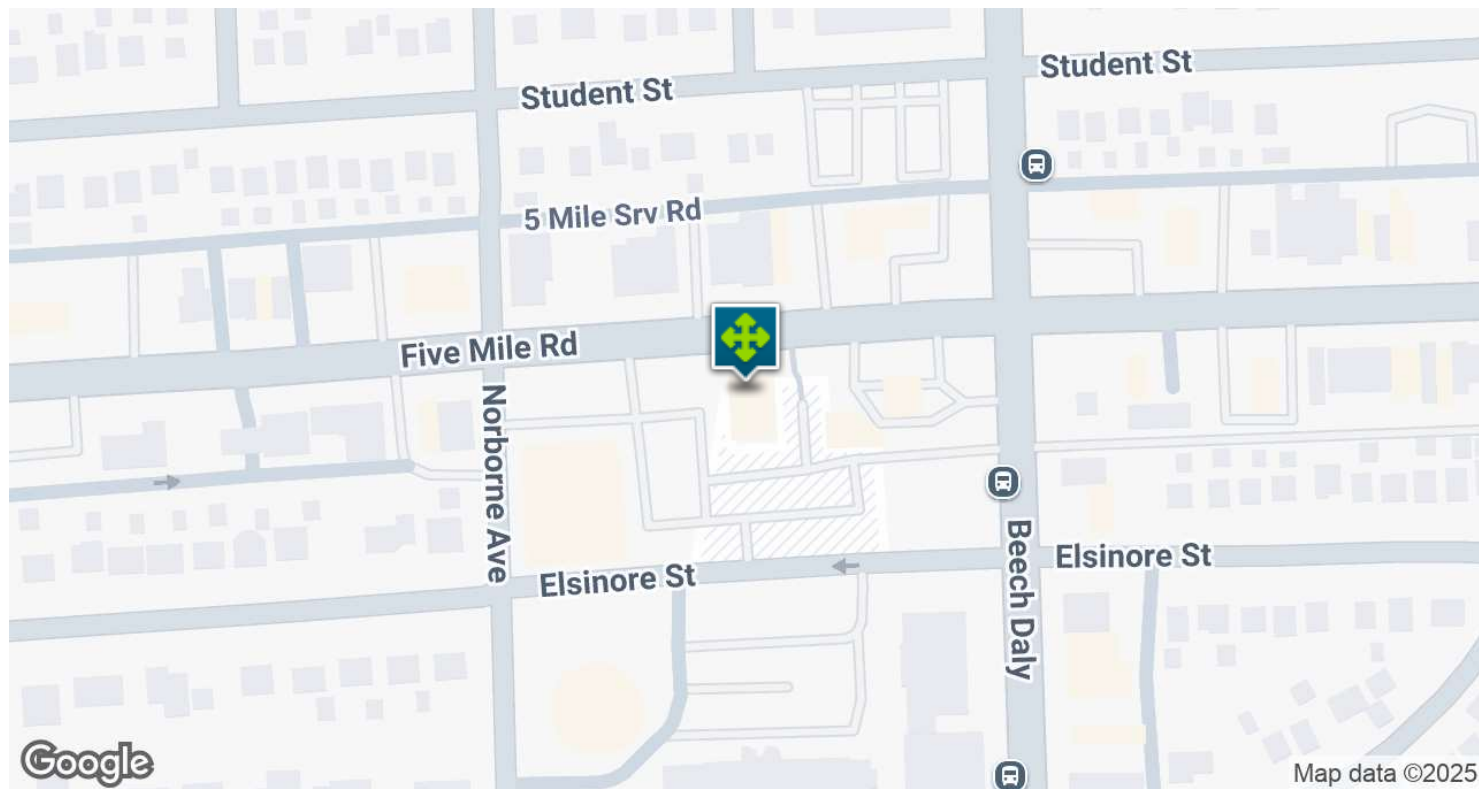 Student St
Student St
5 Mile Srv Rd
Five Mile Rd
Norborne Ave
Beech Daly
Elsinore St
Elsinore St
Google
Map data ©2025